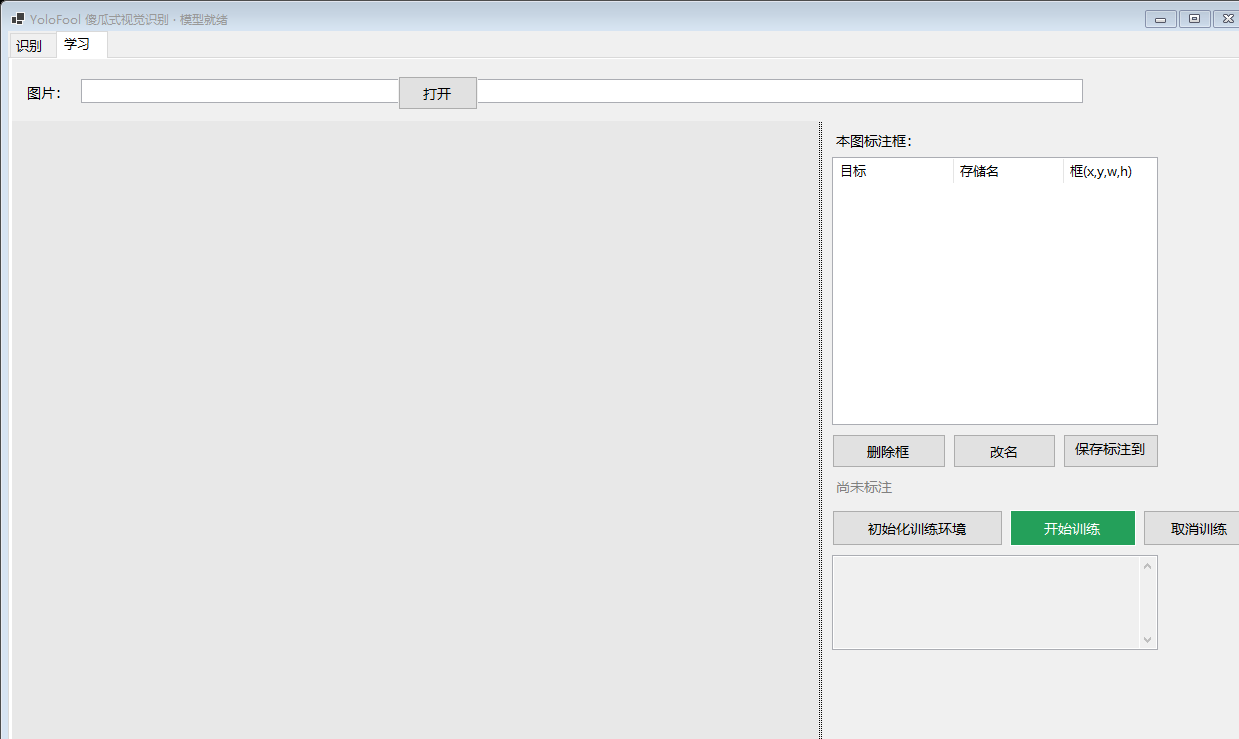 YoloFool 傻瓜式视觉识别 · 模型就绪
识别 学习
图片： 打开
本图标注框：
目标 存储名 框(x,y,w,h)
删除框 改名 保存标注到
尚未标注
初始化训练环境 开始训练 取消训练